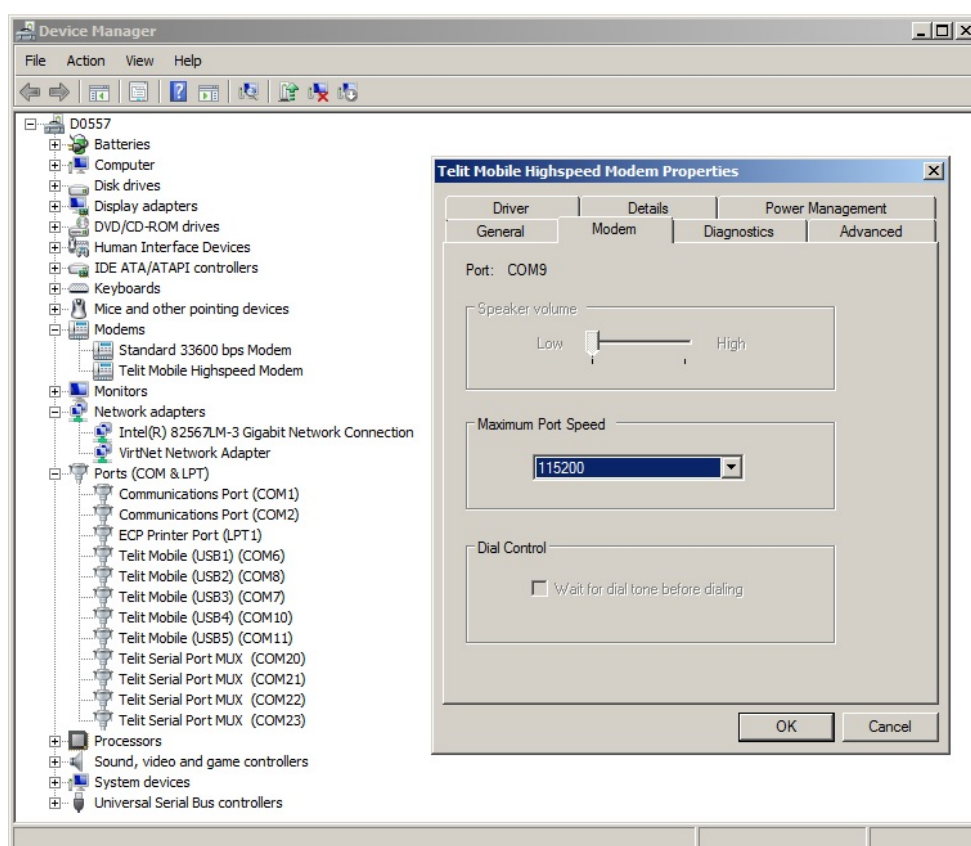 Device Manager
File Action View Help
D0557
Batteries
Computer
Disk drives
Display adapters
DVD/CD-ROM drives
Human Interface Devices
IDE ATA/ATAPI controllers
Keyboards
Mice and other pointing devices
Modems
Standard 33600 bps Modem
Telit Mobile Highspeed Modem
Monitors
Network adapters
Intel(R) 82567LM-3 Gigabit Network Connection
VirtNet Network Adapter
Ports (COM & LPT)
Communications Port (COM1)
Communications Port (COM2)
ECP Printer Port (LPT1)
Telit Mobile (USB1) (COM6)
Telit Mobile (USB2) (COM8)
Telit Mobile (USB3) (COM7)
Telit Mobile (USB4) (COM10)
Telit Mobile (USB5) (COM11)
Telit Serial Port MUX (COM20)
Telit Serial Port MUX (COM21)
Telit Serial Port MUX (COM22)
Telit Serial Port MUX (COM23)
Processors
Sound, video and game controllers
System devices
Universal Serial Bus controllers
Telit Mobile Highspeed Modem Properties
Driver Details Power Management
General Modem Diagnostics Advanced
Port: COM9
Speaker volume
Low High
Maximum Port Speed
115200
Dial Control
Wait for dial tone before dialing
OK Cancel